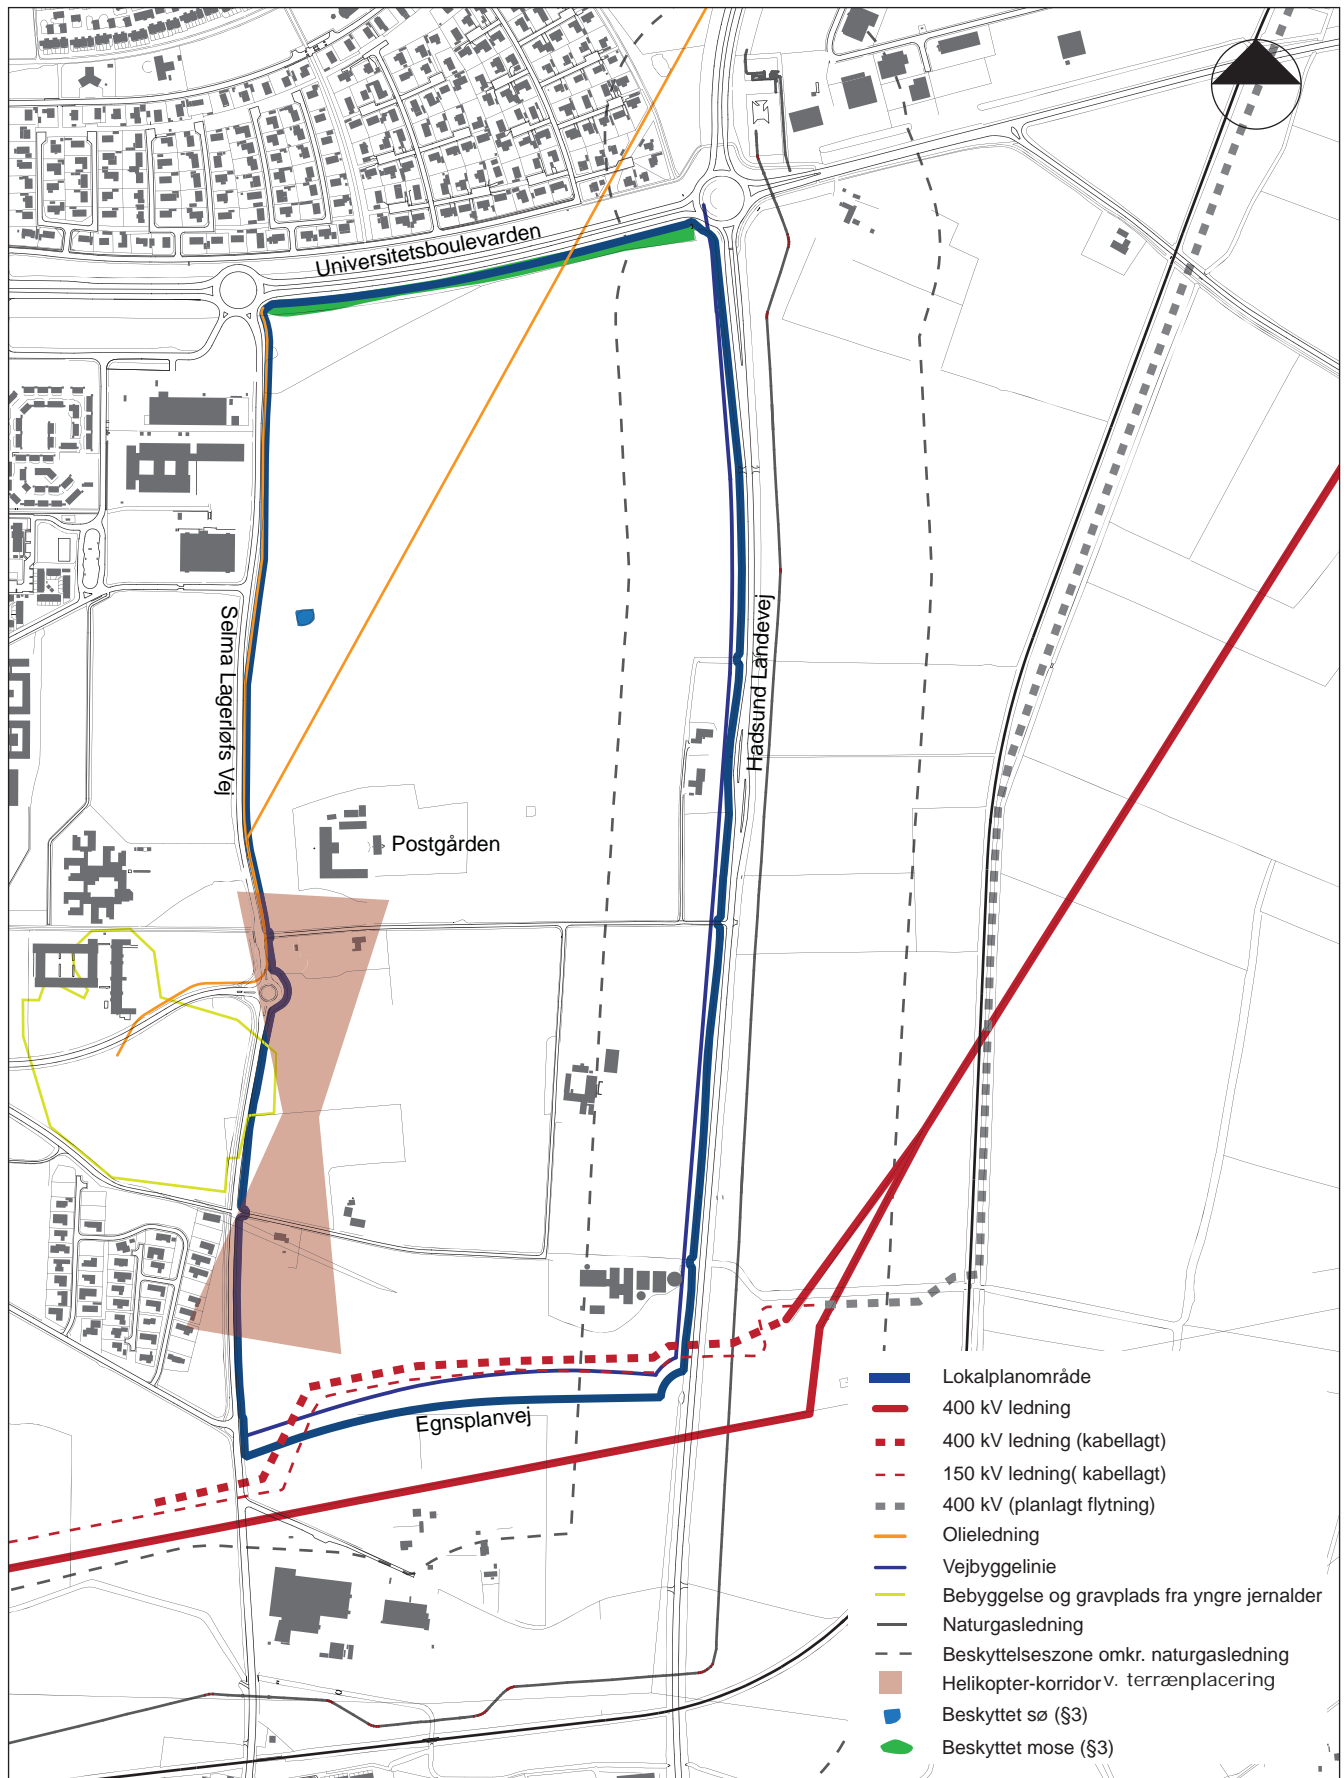 Universitetsboulevarden
Selma Lagerløfs Vej
Hadsund Landevej
Postgården
Egnsplanvej
Lokalplanområde
400 kV ledning
400 kV ledning (kabellagt)
150 kV ledning( kabellagt)
400 kV (planlagt flytning)
Olieledning
Vejbyggelinie
Bebyggelse og gravplads fra yngre jernalder
Naturgasledning
Beskyttelseszone omkr. naturgasledning
Helikopter-korridor v. terrænplacering
Beskyttet sø (§3)
Beskyttet mose (§3)